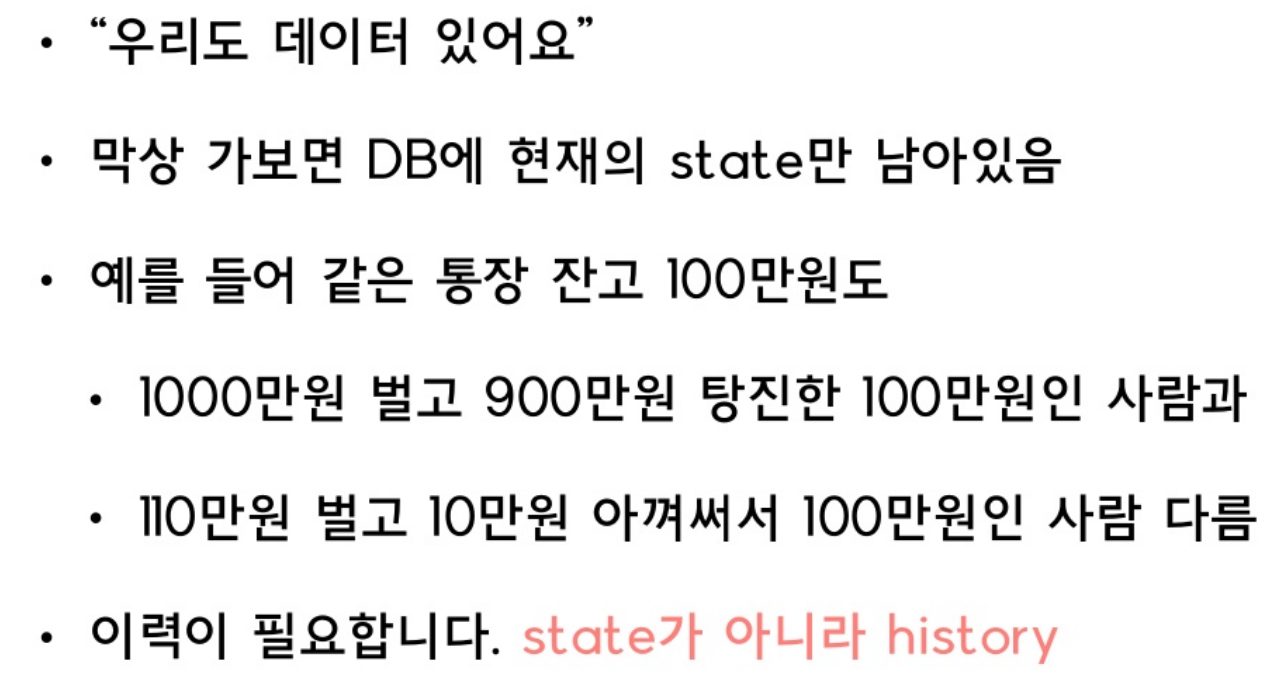 • “우리도 데이터 있어요”
• 막상 가보면 DB에 현재의 state만 남아있음
• 예를 들어 같은 통장 잔고 100만원도
• 1000만원 벌고 900만원 탕진한 100만원인 사람과
• 110만원 벌고 10만원 아껴써서 100만원인 사람 다름
• 이력이 필요합니다. state가 아니라 history